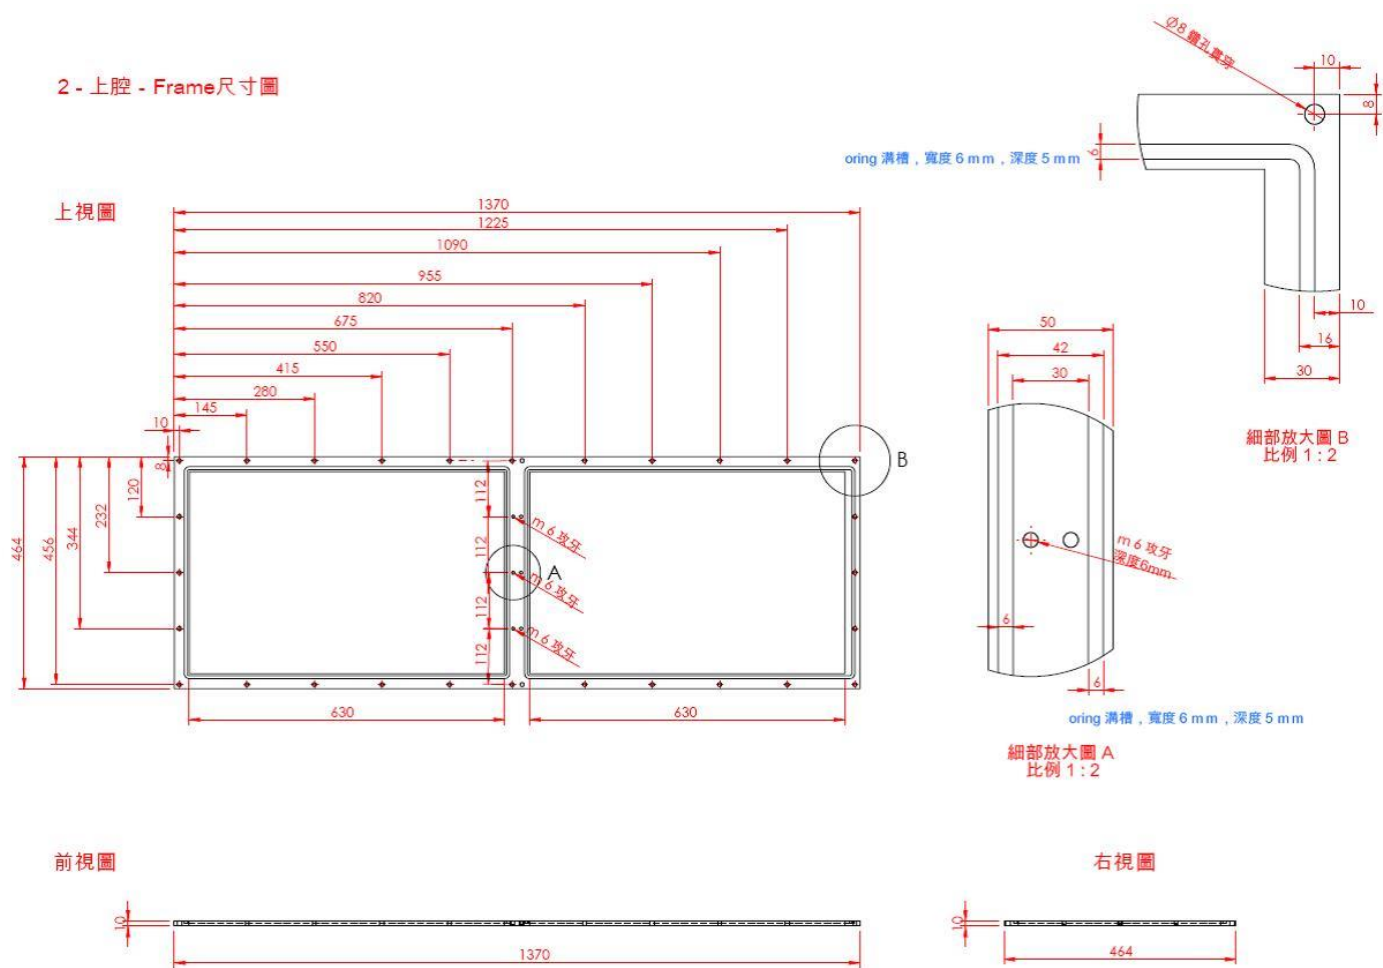 2 - 上腔 - Frame尺寸圖
∅8 鑽孔貫穿
10
8
oring 溝槽，寬度 6 mm，深度 5 mm
6
10
16
30
細部放大圖 B
比例 1 : 2
上視圖
1370
1225
1090
955
820
675
550
415
280
145
10
8
120
232
344
456
464
112
112
112
112
m 6 攻牙
m 6 攻牙
m 6 攻牙
A
B
630
630
50
42
30
m 6 攻牙
深度6mm
6
6
oring 溝槽，寬度 6 mm，深度 5 mm
細部放大圖 A
比例 1 : 2
前視圖
10
1370
右視圖
10
464